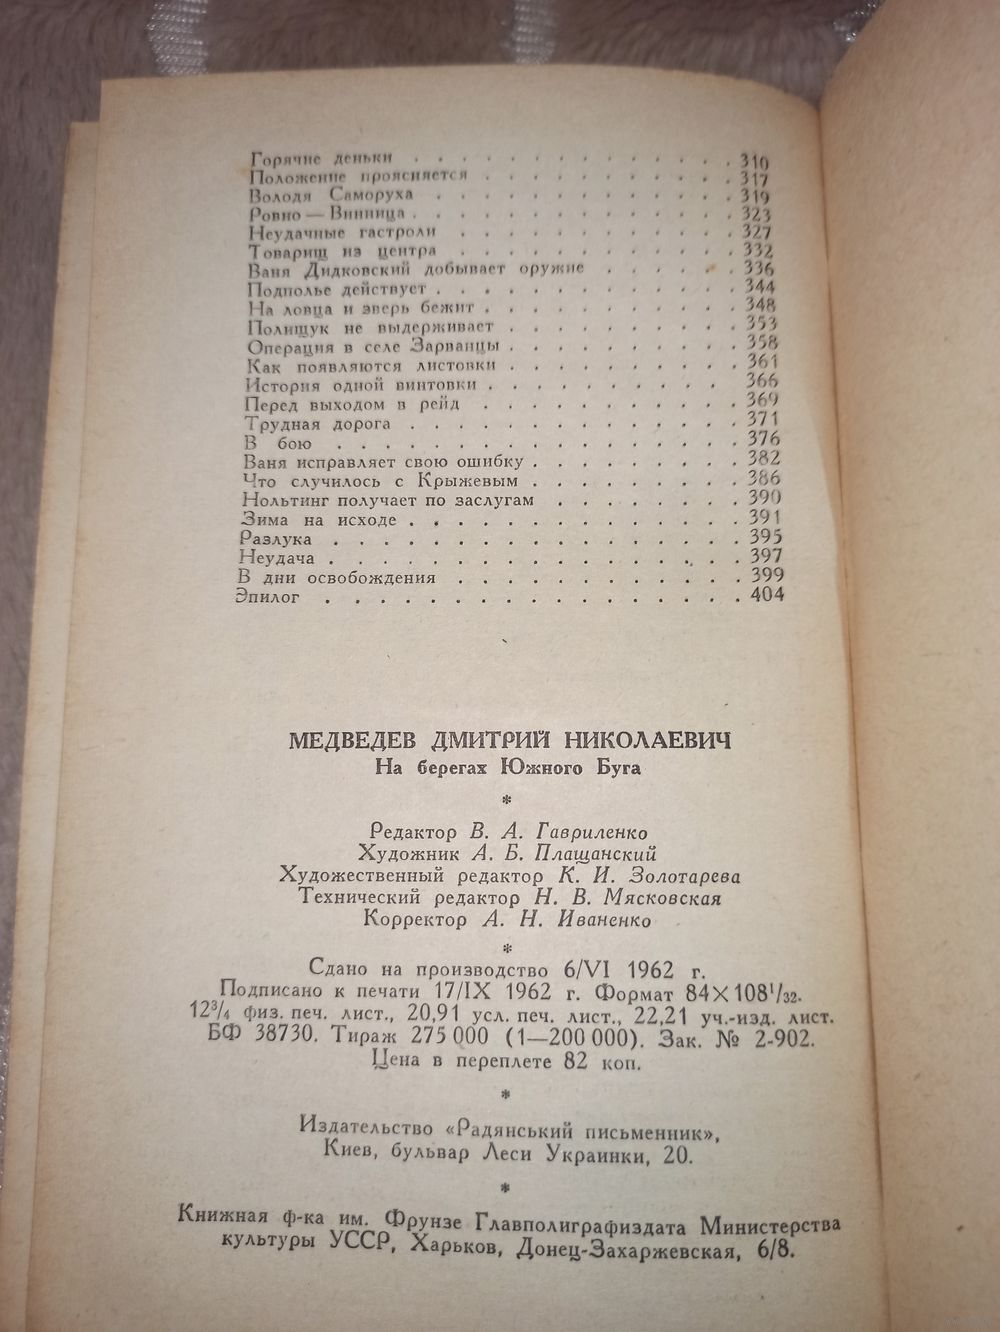 Горячие деньки . . . . . . . . . . . . . 310
Положение проясняется . . . . . . . . . . 317
Володя Саморуха . . . . . . . . . . . . 319
Ровно — Винница . . . . . . . . . . . . . 323
Неудачные гастроли . . . . . . . . . . . 327
Товарищ из центра . . . . . . . . . . . . 332
Ваня Дидковский добывает оружие . . . . . . 336
Подполье действует . . . . . . . . . . . . 344
На ловца и зверь бежит . . . . . . . . . . 348
Полищук не выдерживает . . . . . . . . . . 353
Операция в селе Зарванцы . . . . . . . . . 358
Как появляются листовки . . . . . . . . . 361
История одной винтовки . . . . . . . . . . 366
Перед выходом в рейд . . . . . . . . . . . 369
Трудная дорога . . . . . . . . . . . . . 371
В бою . . . . . . . . . . . . . . . . 376
Ваня исправляет свою ошибку . . . . . . . . 382
Что случилось с Крыжевым . . . . . . . . . 386
Нольтинг получает по заслугам . . . . . . . 390
Зима на исходе . . . . . . . . . . . . . 391
Разлука . . . . . . . . . . . . . . . . 395
Неудача . . . . . . . . . . . . . . . . 397
В дни освобождения . . . . . . . . . . . 399
Эпилог . . . . . . . . . . . . . . . . 404
МЕДВЕДЕВ ДМИТРИЙ НИКОЛАЕВИЧ
На берегах Южного Буга
*
Редактор В. А. Гавриленко
Художник А. Б. Плащанский
Художественный редактор К. И. Золотарева
Технический редактор Н. В. Мясковская
Корректор А. Н. Иваненко
*
Сдано на производство 6/VI 1962 г.
Подписано к печати 17/IX 1962 г. Формат 84×108¹/₃₂.
12³/₄ физ. печ. лист., 20,91 усл. печ. лист., 22,21 уч.-изд. лист.
БФ 38730. Тираж 275 000 (1—200 000). Зак. № 2-902.
Цена в переплете 82 коп.
*
Издательство «Радянський письменник»,
Киев, бульвар Леси Украинки, 20.
*
Книжная ф-ка им. Фрунзе Главполиграфиздата Министерства
культуры УССР, Харьков, Донец-Захаржевская, 6/8.